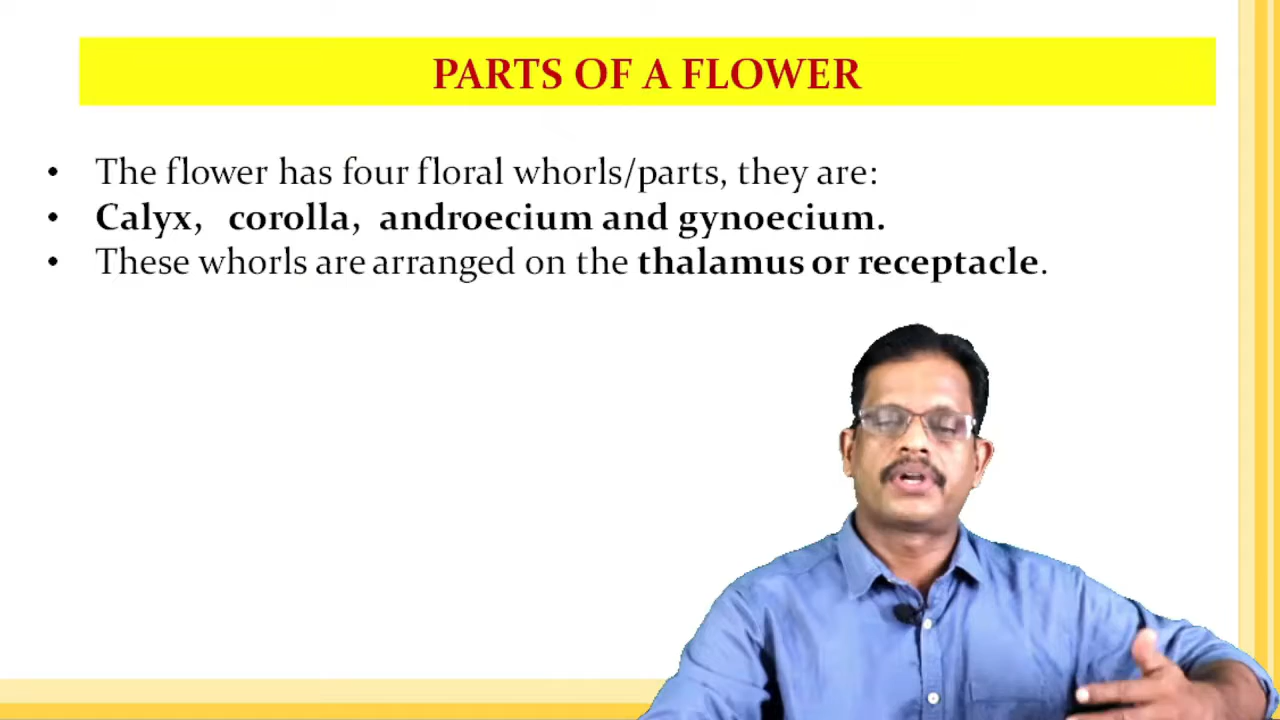 PARTS OF A FLOWER
• The flower has four floral whorls/parts, they are:
• Calyx, corolla, androecium and gynoecium.
• These whorls are arranged on the thalamus or receptacle.